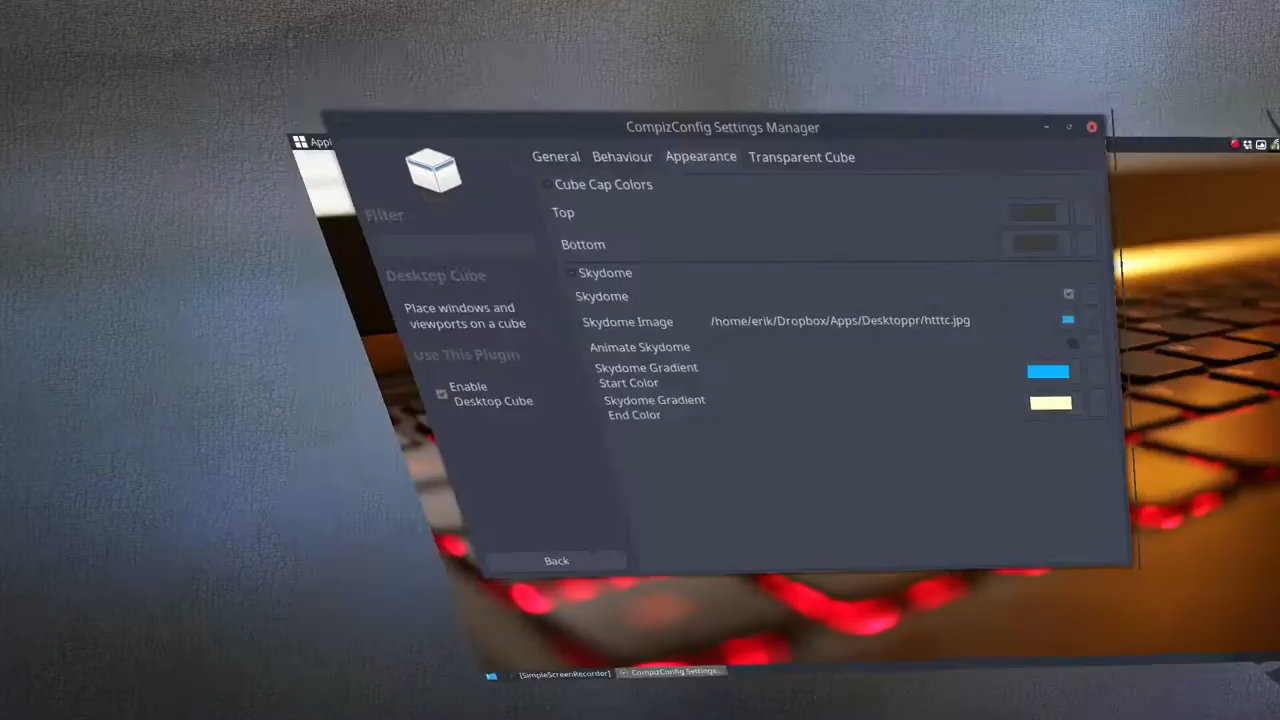 CompizConfig Settings Manager
Appli
General Behaviour Appearance Transparent Cube
Cube Cap Colors
Filter
Top
Bottom
Desktop Cube
Skydome
Skydome
Place windows and
viewports on a cube
Skydome Image /home/erik/Dropbox/Apps/Desktoppr/htttc.jpg
Animate Skydome
Use This Plugin
Skydome Gradient
Start Color
Enable
Desktop Cube
Skydome Gradient
End Color
Back
[SimpleScreenRecorder] CompizConfig Settings...